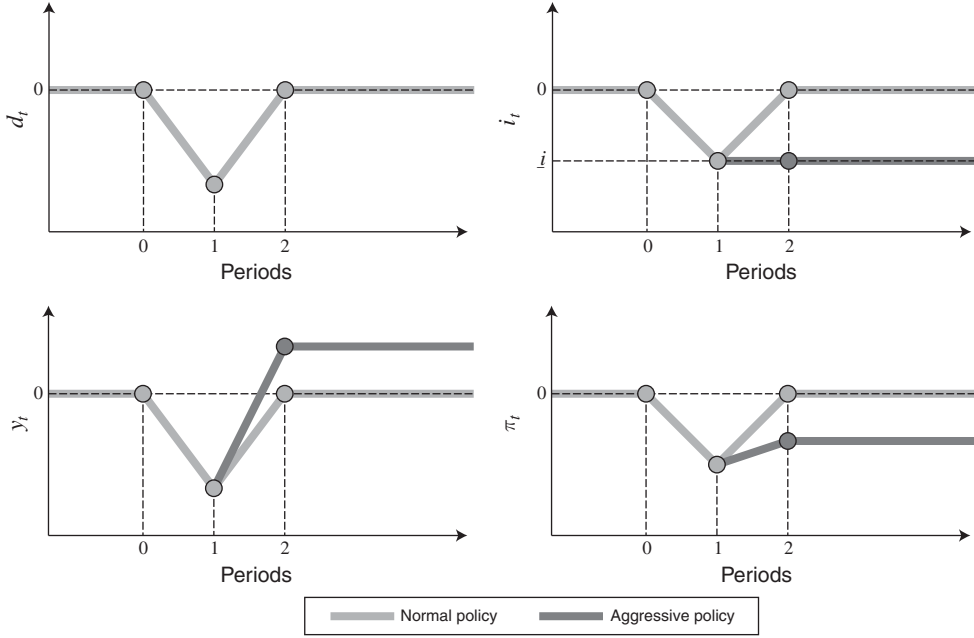 0
d_t
0 1 2
Periods
0
i_t
i
0 1 2
Periods
0
y_t
0 1 2
Periods
0
π_t
0 1 2
Periods
Normal policy Aggressive policy